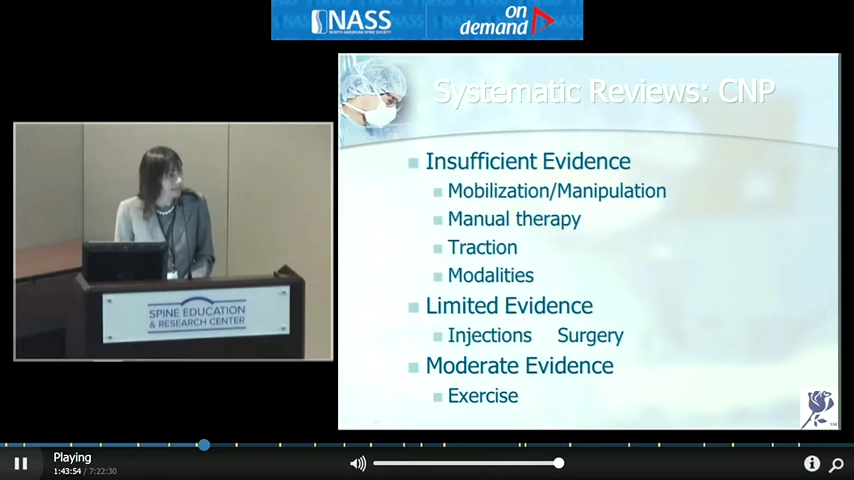 NASS
NORTH AMERICAN SPINE SOCIETY
on
demand
Systematic Reviews: CNP
Insufficient Evidence
Mobilization/Manipulation
Manual therapy
Traction
Modalities
Limited Evidence
Injections Surgery
Moderate Evidence
Exercise
SPINE EDUCATION
& RESEARCH CENTER
Playing
1:43:54 / 7:22:30